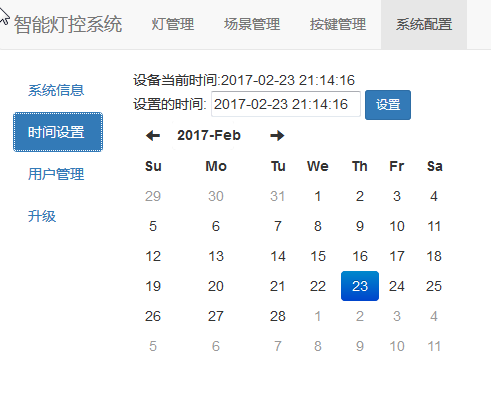 智能灯控系统 灯管理 场景管理 按键管理 系统配置
系统信息
时间设置
用户管理
升级
设备当前时间:2017-02-23 21:14:16
设置的时间: 2017-02-23 21:14:16 设置
2017-Feb
Su Mo Tu We Th Fr Sa
29 30 31 1 2 3 4
5 6 7 8 9 10 11
12 13 14 15 16 17 18
19 20 21 22 23 24 25
26 27 28 1 2 3 4
5 6 7 8 9 10 11